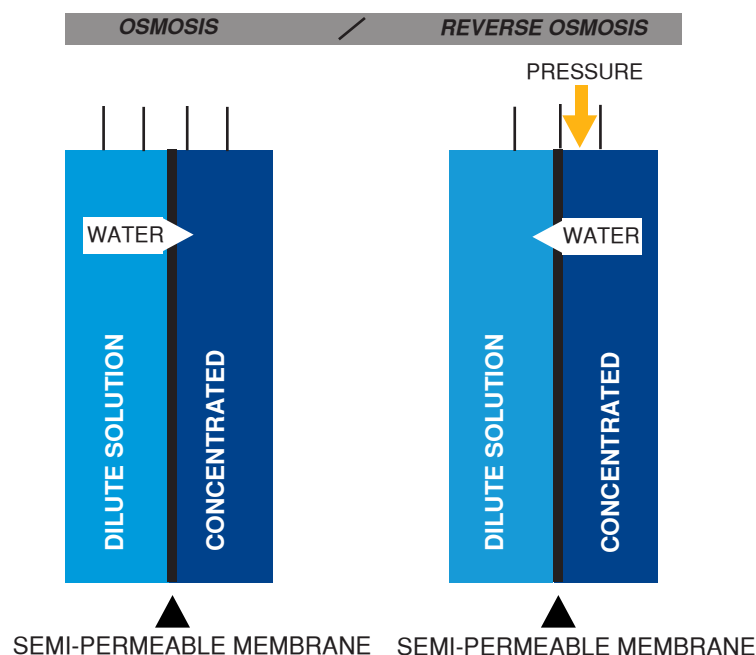 OSMOSIS / REVERSE OSMOSIS
PRESSURE
WATER
WATER
DILUTE SOLUTION
CONCENTRATED
DILUTE SOLUTION
CONCENTRATED
SEMI-PERMEABLE MEMBRANE
SEMI-PERMEABLE MEMBRANE